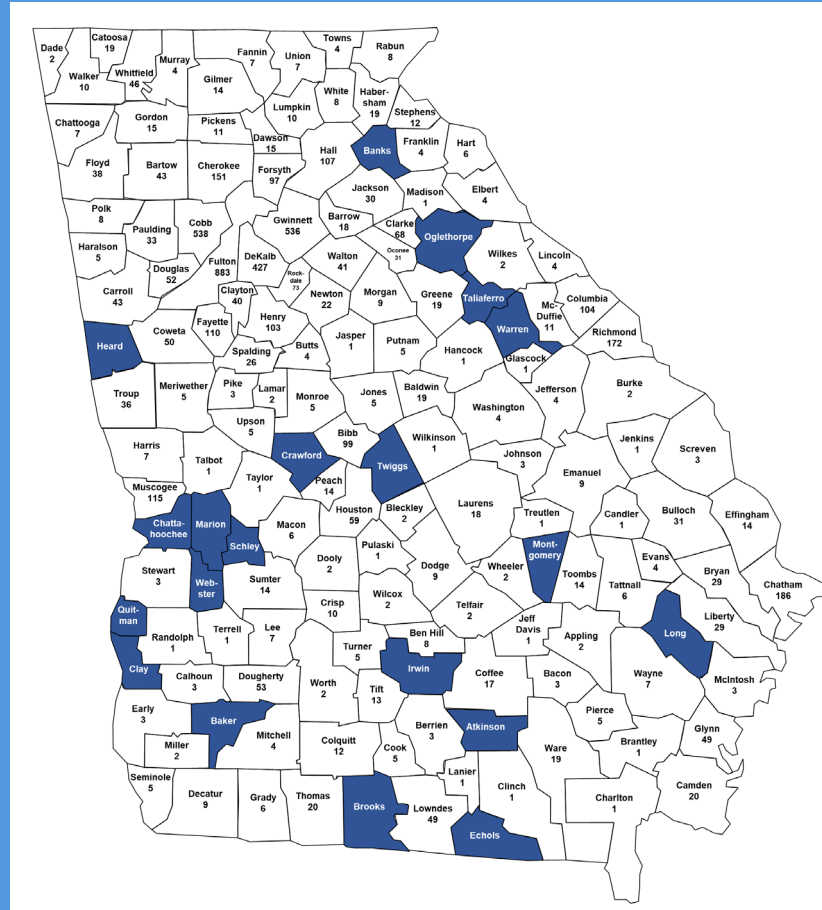 Dade
2
Catoosa
19
Walker
10
Whitfield
46
Murray
4
Fannin
7
Gilmer
14
Union
7
Towns
4
Rabun
8
White
8
Haber-
sham
19
Lumpkin
10
Stephens
12
Chattooga
7
Gordon
15
Pickens
11
Dawson
15
Hall
107
Banks
Franklin
4
Hart
6
Floyd
38
Bartow
43
Cherokee
151
Forsyth
97
Jackson
30
Madison
1
Elbert
4
Polk
8
Paulding
33
Cobb
538
Gwinnett
536
Barrow
18
Clarke
68
Oconee
31
Oglethorpe
Wilkes
2
Lincoln
4
Haralson
5
Douglas
52
Fulton
883
DeKalb
427
Rock-
dale
73
Walton
41
Carroll
43
Clayton
40
Newton
22
Morgan
9
Greene
19
Taliaferro
Mc-
Duffie
11
Columbia
104
Richmond
172
Warren
Heard
Coweta
50
Fayette
110
Henry
103
Spalding
26
Butts
4
Jasper
1
Putnam
5
Hancock
1
Glascock
1
Jefferson
4
Burke
2
Troup
36
Meriwether
5
Pike
3
Lamar
2
Monroe
5
Jones
5
Baldwin
19
Washington
4
Upson
5
Bibb
99
Wilkinson
1
Johnson
3
Jenkins
1
Screven
3
Harris
7
Talbot
1
Crawford
Twiggs
Emanuel
9
Muscogee
115
Taylor
1
Peach
14
Houston
59
Bleckley
2
Laurens
18
Treutlen
1
Candler
1
Bulloch
31
Effingham
14
Chatta-
hoochee
Marion
Schley
Macon
6
Pulaski
1
Dooly
2
Dodge
9
Wheeler
2
Mont-
gomery
Toombs
14
Tattnall
6
Evans
4
Bryan
29
Chatham
186
Stewart
3
Web-
ster
Sumter
14
Crisp
10
Wilcox
2
Telfair
2
Jeff
Davis
1
Appling
2
Long
Liberty
29
Quit-
man
Randolph
1
Terrell
1
Lee
7
Turner
5
Ben Hill
8
Irwin
Coffee
17
Bacon
3
Wayne
7
McIntosh
3
Clay
Calhoun
3
Dougherty
53
Worth
2
Tift
13
Pierce
5
Early
3
Baker
Mitchell
4
Colquitt
12
Cook
5
Berrien
3
Atkinson
Ware
19
Brantley
1
Glynn
49
Miller
2
Lanier
1
Clinch
1
Charlton
1
Camden
20
Seminole
5
Decatur
9
Grady
6
Thomas
20
Brooks
Lowndes
49
Echols